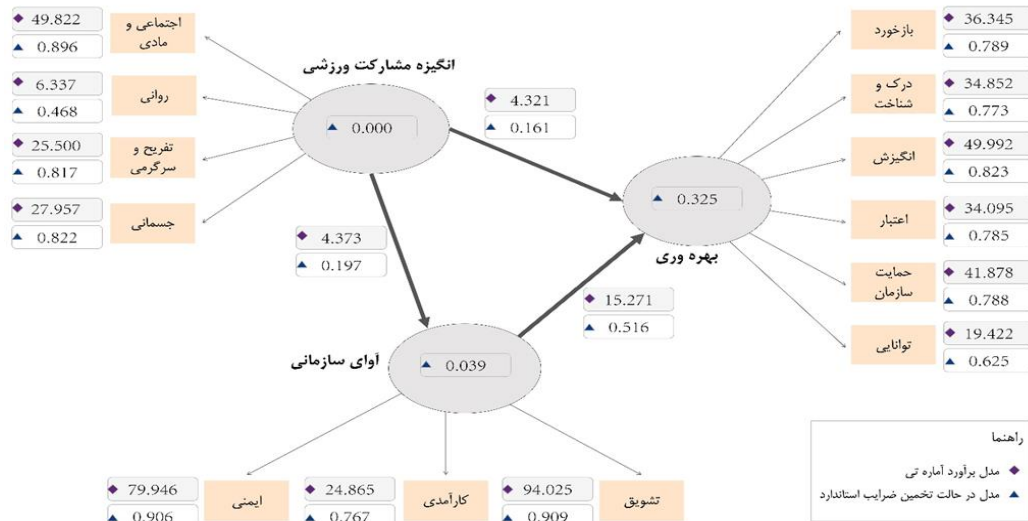 49.822
0.896
اجتماعی و
مادی
6.337
0.468
روانی
25.500
0.817
تفریح و
سرگرمی
27.957
0.822
جسمانی
انگیزه مشارکت ورزشی
0.000
4.321
0.161
4.373
0.197
15.271
0.516
0.325
بهره وری
آوای سازمانی
0.039
بازخورد
36.345
0.789
درک و
شناخت
34.852
0.773
انگیزش
49.992
0.823
اعتبار
34.095
0.785
حمایت
سازمان
41.878
0.788
توانایی
19.422
0.625
79.946
0.906
ایمنی
24.865
0.767
کارآمدی
94.025
0.909
تشویق
راهنما
مدل برآورد آماره تی
مدل در حالت تخمین ضرایب استاندارد